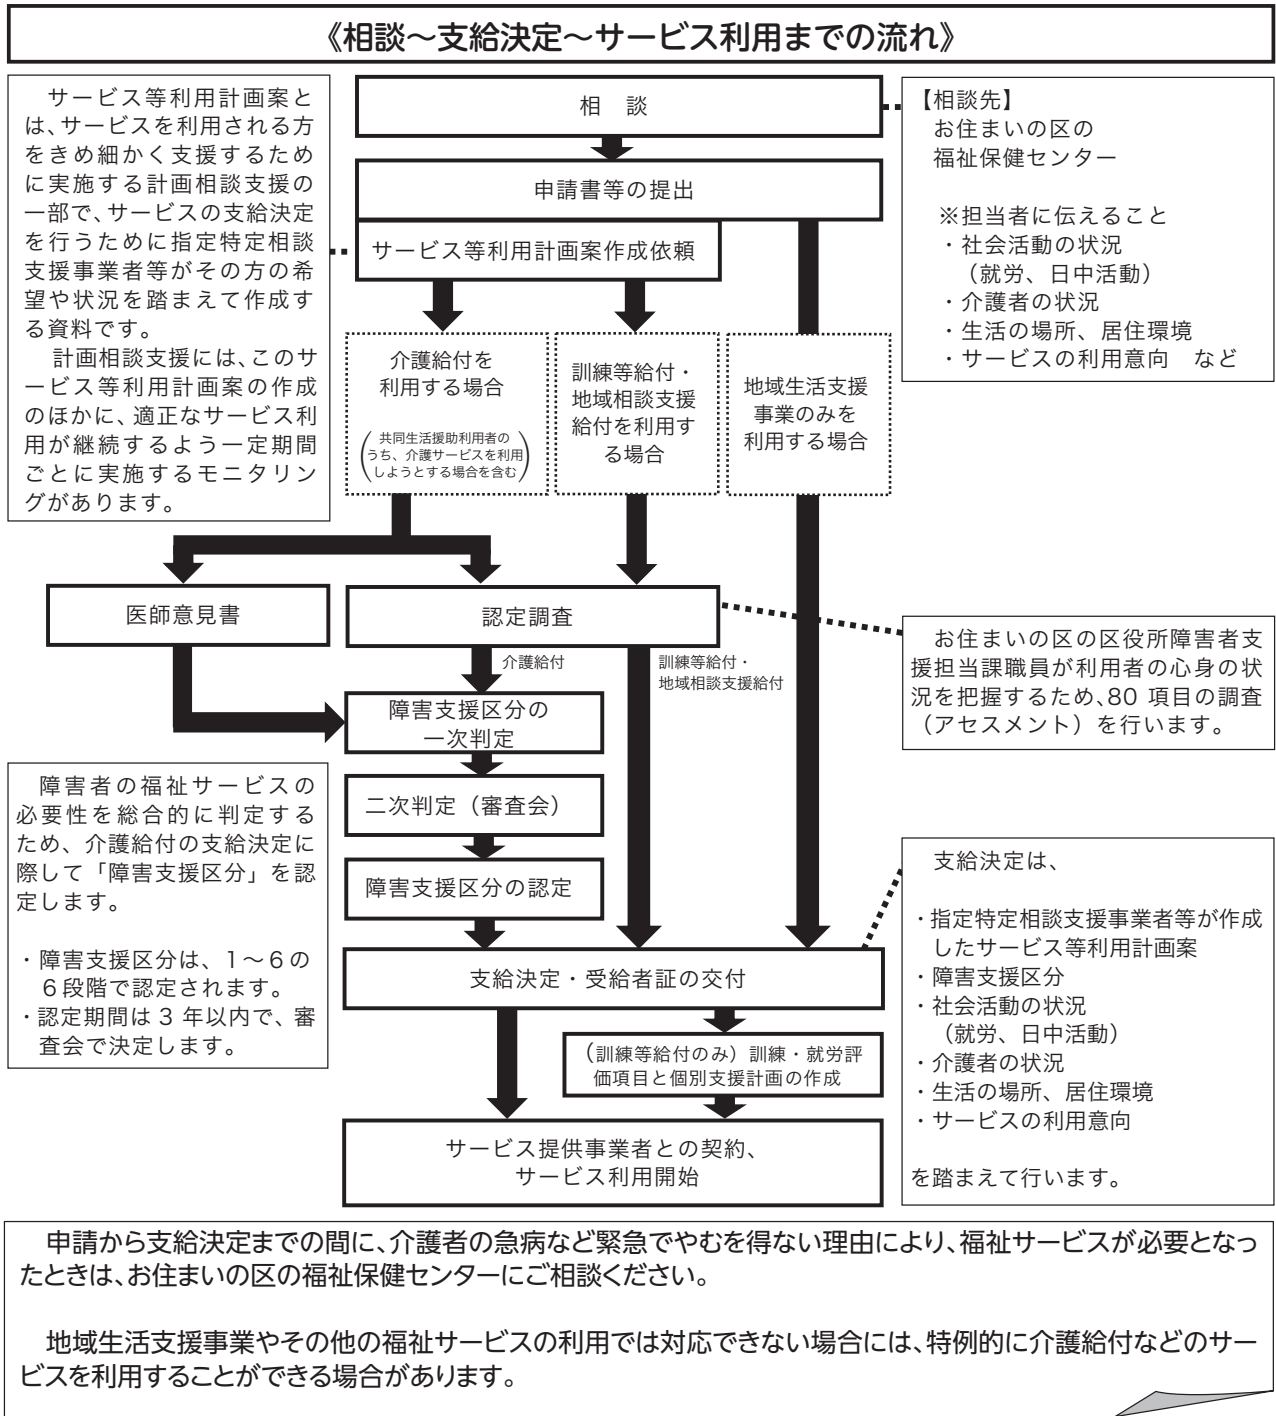 《相談～支給決定～サービス利用までの流れ》
サービス等利用計画案と
は、サービスを利用される方
をきめ細かく支援するため
に実施する計画相談支援の
一部で、サービスの支給決定
を行うために指定特定相談
支援事業者等がその方の希
望や状況を踏まえて作成す
る資料です。
計画相談支援には、このサ
ービス等利用計画案の作成
のほかに、適正なサービス利
用が継続するよう一定期間
ごとに実施するモニタリン
グがあります。
相　談
【相談先】
お住まいの区の
福祉保健センター
※担当者に伝えること
・社会活動の状況
（就労、日中活動）
・介護者の状況
・生活の場所、居住環境
・サービスの利用意向　など
申請書等の提出
サービス等利用計画案作成依頼
介護給付を
利用する場合
（共同生活援助利用者の
うち、介護サービスを利用
しようとする場合を含む）
訓練等給付・
地域相談支援
給付を利用す
る場合
地域生活支援
事業のみを
利用する場合
医師意見書
認定調査
お住まいの区の区役所障害者支
援担当課職員が利用者の心身の状
況を把握するため、80 項目の調査
（アセスメント）を行います。
介護給付
訓練等給付・
地域相談支援給付
障害支援区分の
一次判定
二次判定（審査会）
障害支援区分の認定
障害者の福祉サービスの
必要性を総合的に判定する
ため、介護給付の支給決定に
際して「障害支援区分」を認
定します。
・障害支援区分は、1～6の
6段階で認定されます。
・認定期間は 3 年以内で、審
査会で決定します。
支給決定・受給者証の交付
（訓練等給付のみ）訓練・就労評
価項目と個別支援計画の作成
サービス提供事業者との契約、
サービス利用開始
支給決定は、
・指定特定相談支援事業者等が作成
したサービス等利用計画案
・障害支援区分
・社会活動の状況
（就労、日中活動）
・介護者の状況
・生活の場所、居住環境
・サービスの利用意向
を踏まえて行います。
申請から支給決定までの間に、介護者の急病など緊急でやむを得ない理由により、福祉サービスが必要となっ
たときは、お住まいの区の福祉保健センターにご相談ください。
地域生活支援事業やその他の福祉サービスの利用では対応できない場合には、特例的に介護給付などのサー
ビスを利用することができる場合があります。